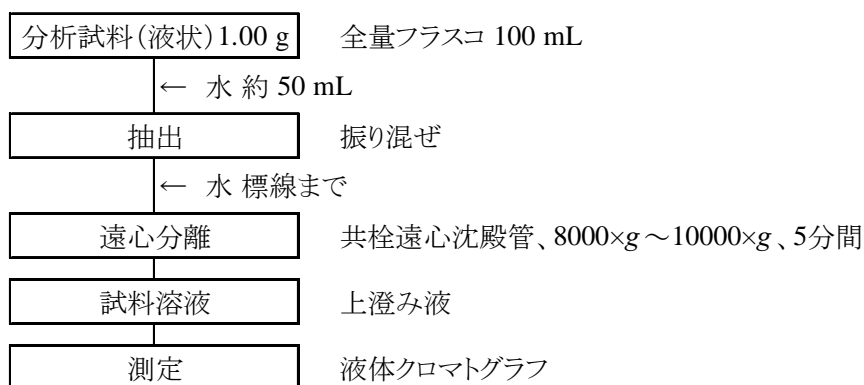 分析試料(液状)1.00 g 全量フラスコ 100 mL
← 水 約 50 mL
抽出 振り混ぜ
← 水 標線まで
遠心分離 共栓遠心沈殿管、8000×g～10000×g、5分間
試料溶液 上澄み液
測定 液体クロマトグラフ